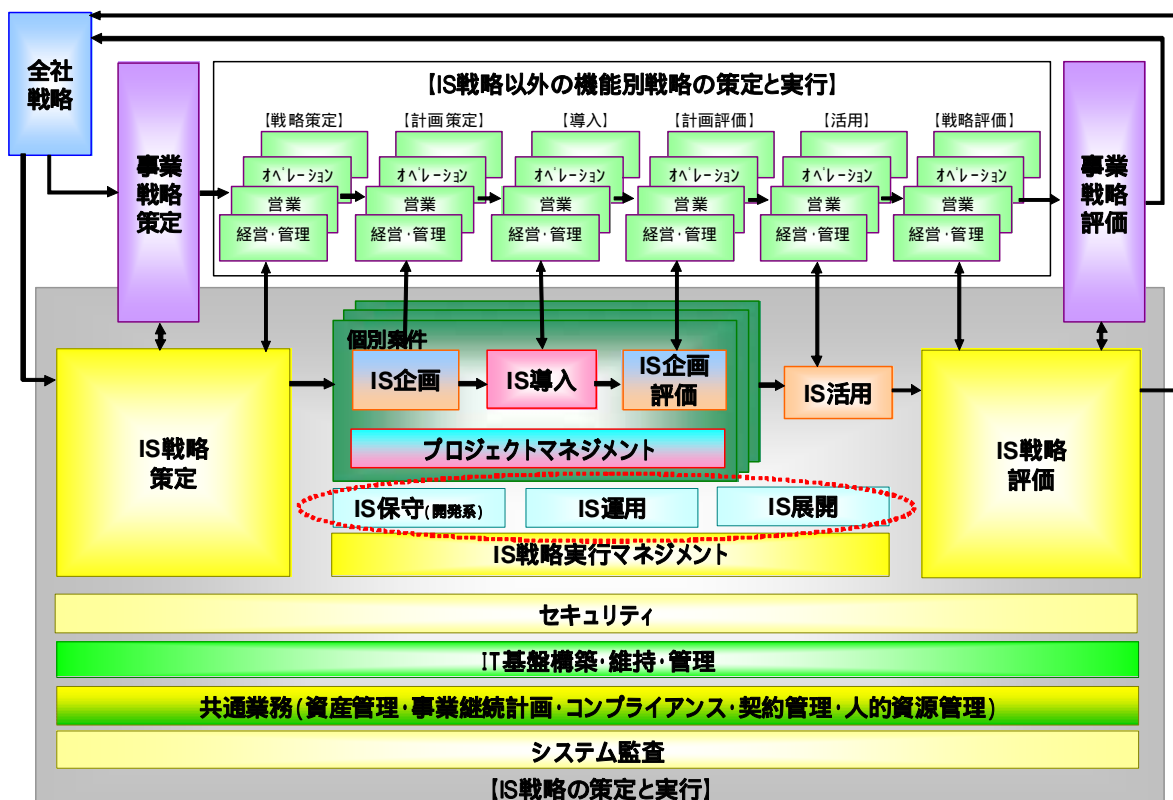 全社
戦略
事業
戦略
策定
【IS戦略以外の機能別戦略の策定と実行】
【戦略策定】
【計画策定】
【導入】
【計画評価】
【活用】
【戦略評価】
オペレーション
オペレーション
オペレーション
オペレーション
オペレーション
オペレーション
営業
営業
営業
営業
営業
営業
経営・管理
経営・管理
経営・管理
経営・管理
経営・管理
経営・管理
事業
戦略
評価
個別案件
IS企画
IS導入
IS企画
評価
プロジェクトマネジメント
IS活用
IS戦略
策定
IS戦略
評価
IS保守(開発系)
IS運用
IS展開
IS戦略実行マネジメント
セキュリティ
IT基盤構築・維持・管理
共通業務(資産管理・事業継続計画・コンプライアンス・契約管理・人的資源管理)
システム監査
【IS戦略の策定と実行】